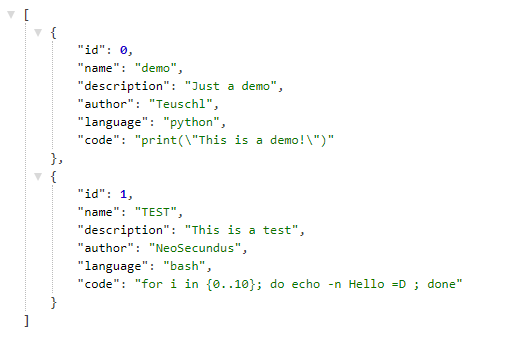 [
{
"id": 0,
"name": "demo",
"description": "Just a demo",
"author": "Teuschl",
"language": "python",
"code": "print(\"This is a demo!\")"
},
{
"id": 1,
"name": "TEST",
"description": "This is a test",
"author": "NeoSecundus",
"language": "bash",
"code": "for i in {0..10}; do echo -n Hello =D ; done"
}
]